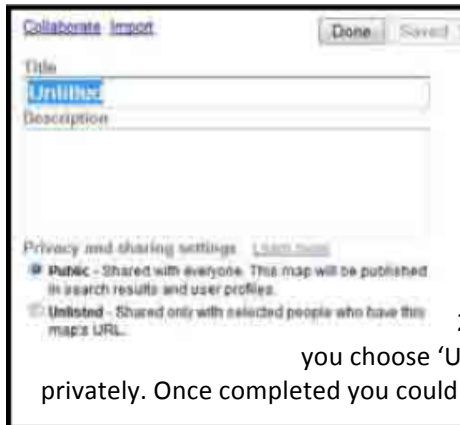 Collaborate Import
Done Saved
Title
Untitled
Description
Privacy and sharing settings Learn more
Public - Shared with everyone. This map will be published
in search results and user profiles.
Unlisted - Shared only with selected people who have this
map's URL.
you choose ‘U
privately. Once completed you could